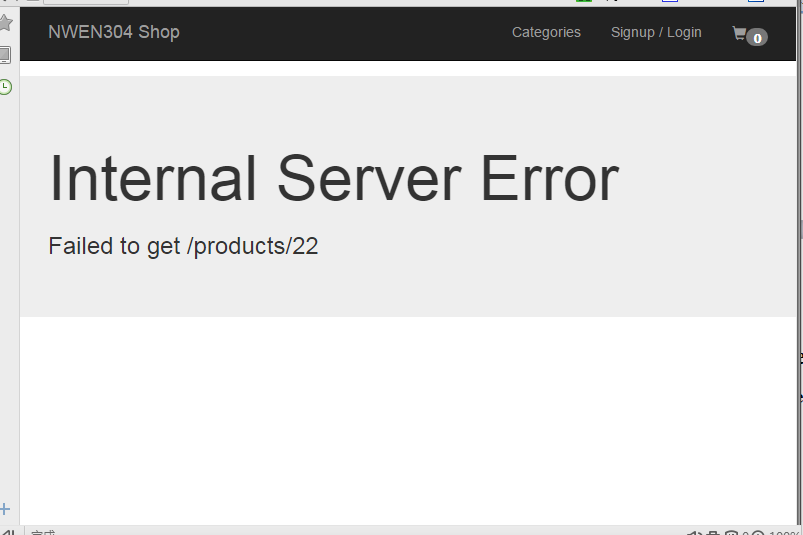 NWEN304 Shop
Categories
Signup / Login
0
Internal Server Error
Failed to get /products/22